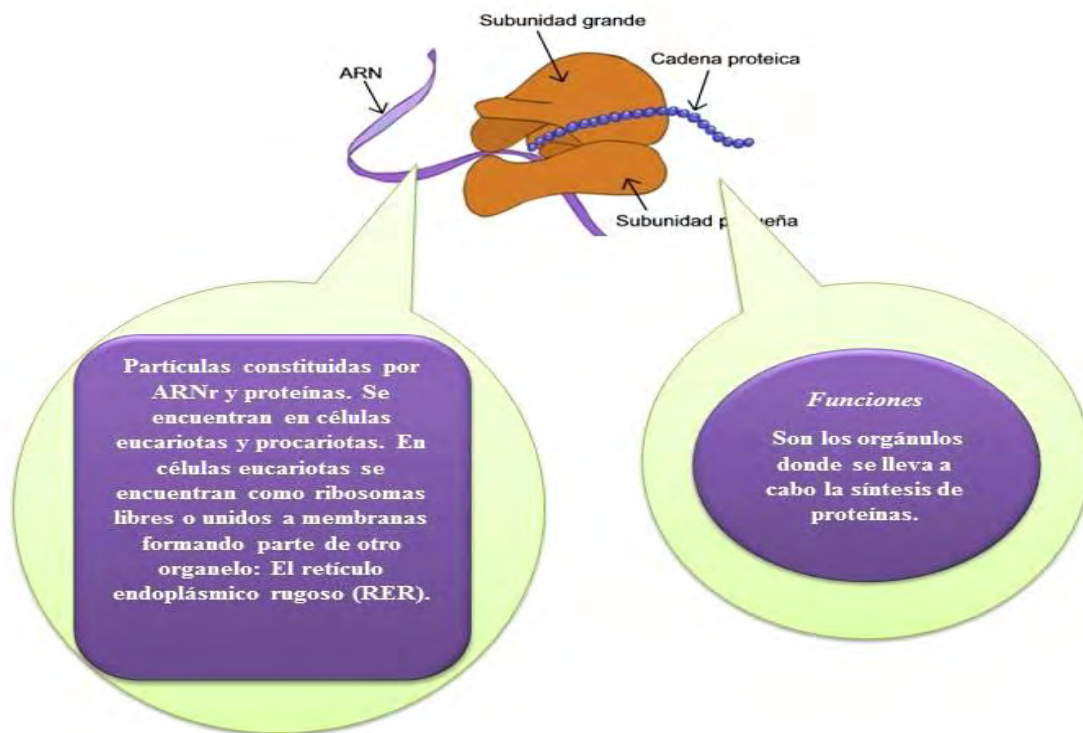 Subunidad grande
Cadena proteica
ARN
Subunidad pequeña
Partículas constituidas por
ARNr y proteínas. Se
encuentran en células
eucariotas y procariotas. En
células eucariotas se
encuentran como ribosomas
libres o unidos a membranas
formando parte de otro
organelo: El retículo
endoplásmico rugoso (RER).
Funciones
Son los orgánulos
donde se lleva a
cabo la síntesis de
proteínas.